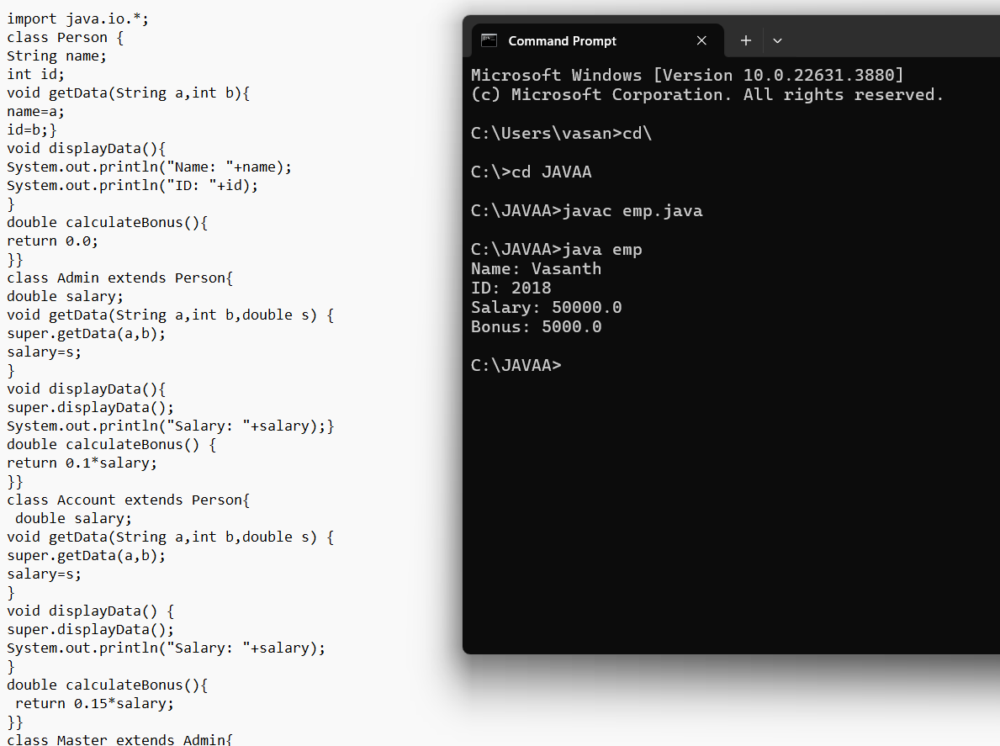 import java.io.*;
class Person {
String name;
int id;
void getData(String a,int b){
name=a;
id=b;}
void displayData(){
System.out.println("Name: "+name);
System.out.println("ID: "+id);
}
double calculateBonus(){
return 0.0;
}}
class Admin extends Person{
double salary;
void getData(String a,int b,double s) {
super.getData(a,b);
salary=s;
}
void displayData(){
super.displayData();
System.out.println("Salary: "+salary);}
double calculateBonus() {
return 0.1*salary;
}}
class Account extends Person{
 double salary;
void getData(String a,int b,double s) {
super.getData(a,b);
salary=s;
}
void displayData() {
super.displayData();
System.out.println("Salary: "+salary);
}
double calculateBonus(){
 return 0.15*salary;
}}
class Master extends Admin{
Command Prompt
Microsoft Windows [Version 10.0.22631.3880]
(c) Microsoft Corporation. All rights reserved.
C:\Users\vasan>cd\
C:\>cd JAVAA
C:\JAVAA>javac emp.java
C:\JAVAA>java emp
Name: Vasanth
ID: 2018
Salary: 50000.0
Bonus: 5000.0
C:\JAVAA>